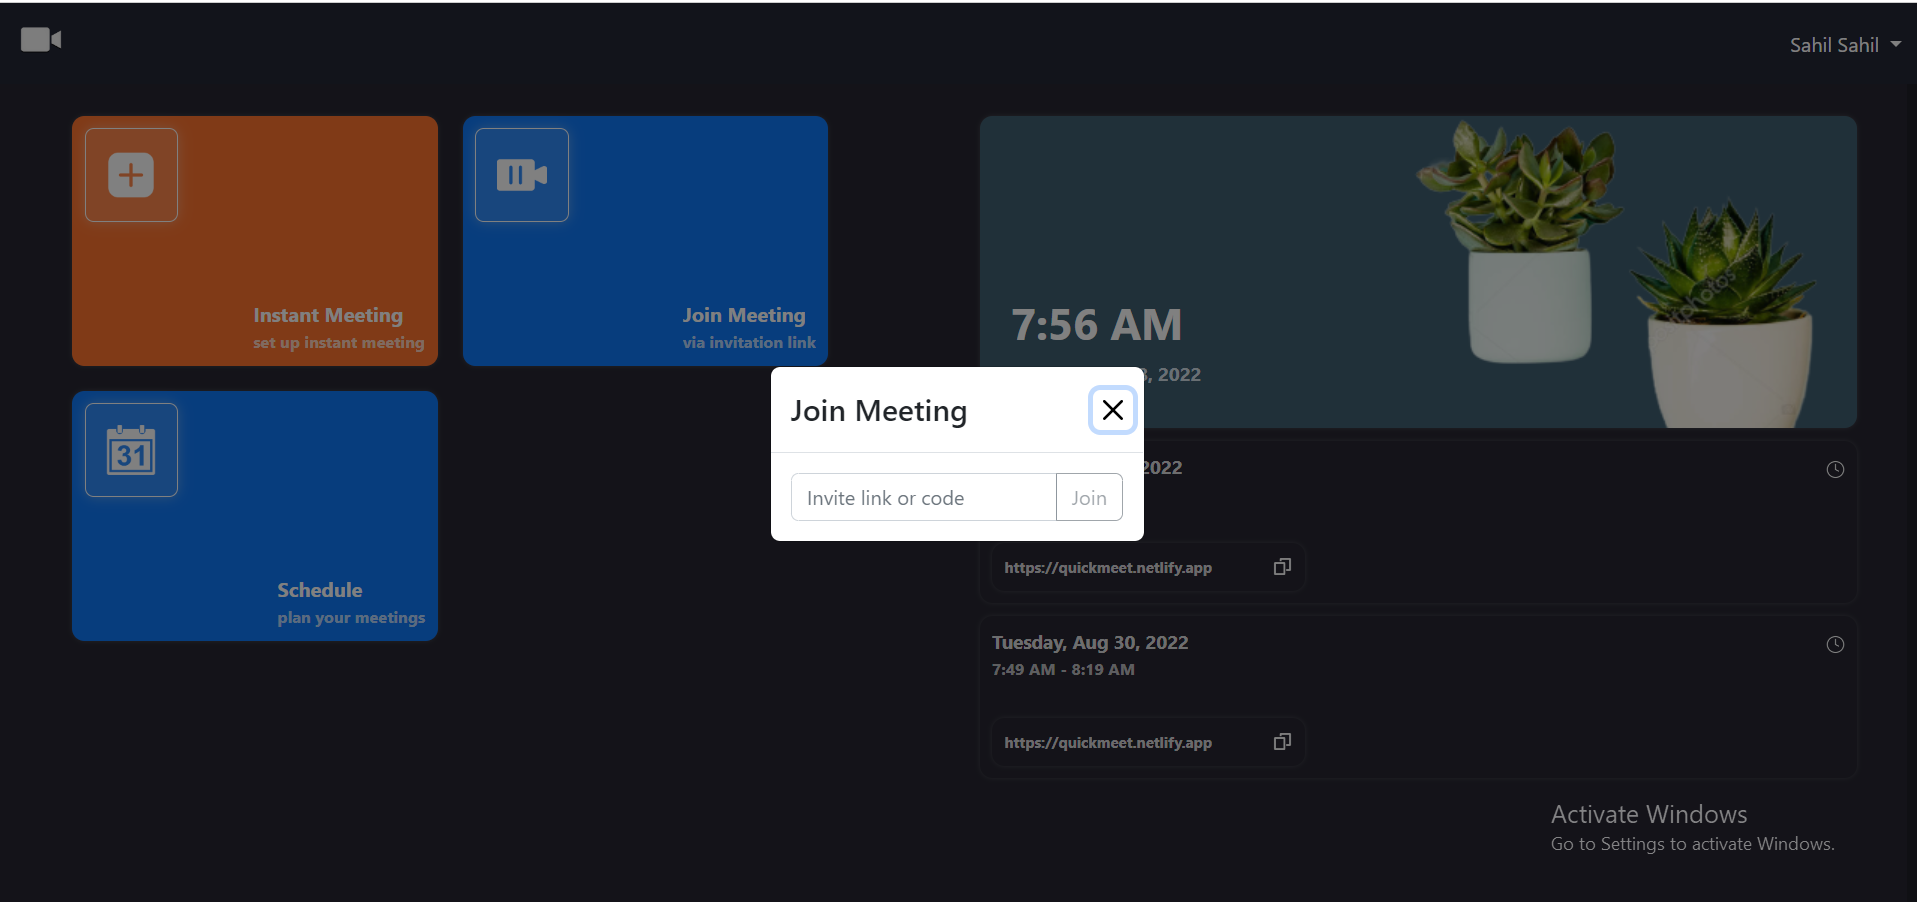 Sahil Sahil
Instant Meeting
set up instant meeting
Join Meeting
via invitation link
Schedule
31
plan your meetings
7:56 AM
, 2022
Join Meeting
Invite link or code
Join
2022
https://quickmeet.netlify.app
Tuesday, Aug 30, 2022
7:49 AM - 8:19 AM
https://quickmeet.netlify.app
Activate Windows
Go to Settings to activate Windows.